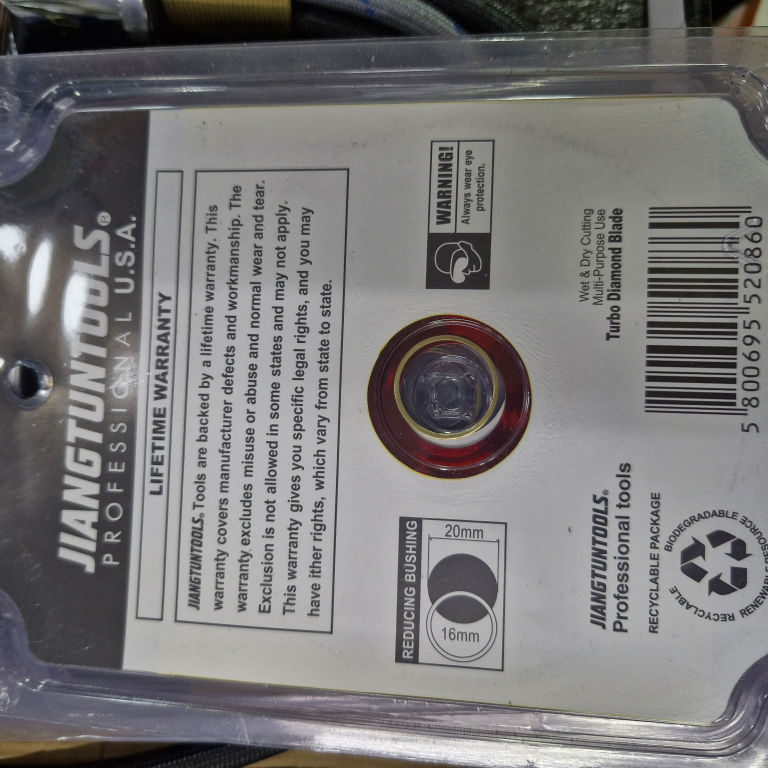 JIANGTUNTOOLS®
PROFESSIONAL U.S.A.
LIFETIME WARRANTY
JIANGTUNTOOLS® Tools are backed by a lifetime warranty. This
warranty covers manufacturer defects and workmanship. The
warranty excludes misuse or abuse and normal wear and tear.
Exclusion is not allowed in some states and may not apply.
This warranty gives you specific legal rights, and you may
have ither rights, which vary from state to state.
REDUCING BUSHING
20mm
16mm
WARNING!
Always wear eye
protection.
JIANGTUNTOOLS®
Professional tools
RECYCLABLE PACKAGE
RECYCLABLE
BIODEGRADABLE
RENEWABLE
Wet & Dry Cutting
Multi-Purpose Use
Turbo Diamond Blade
5 800695 520860